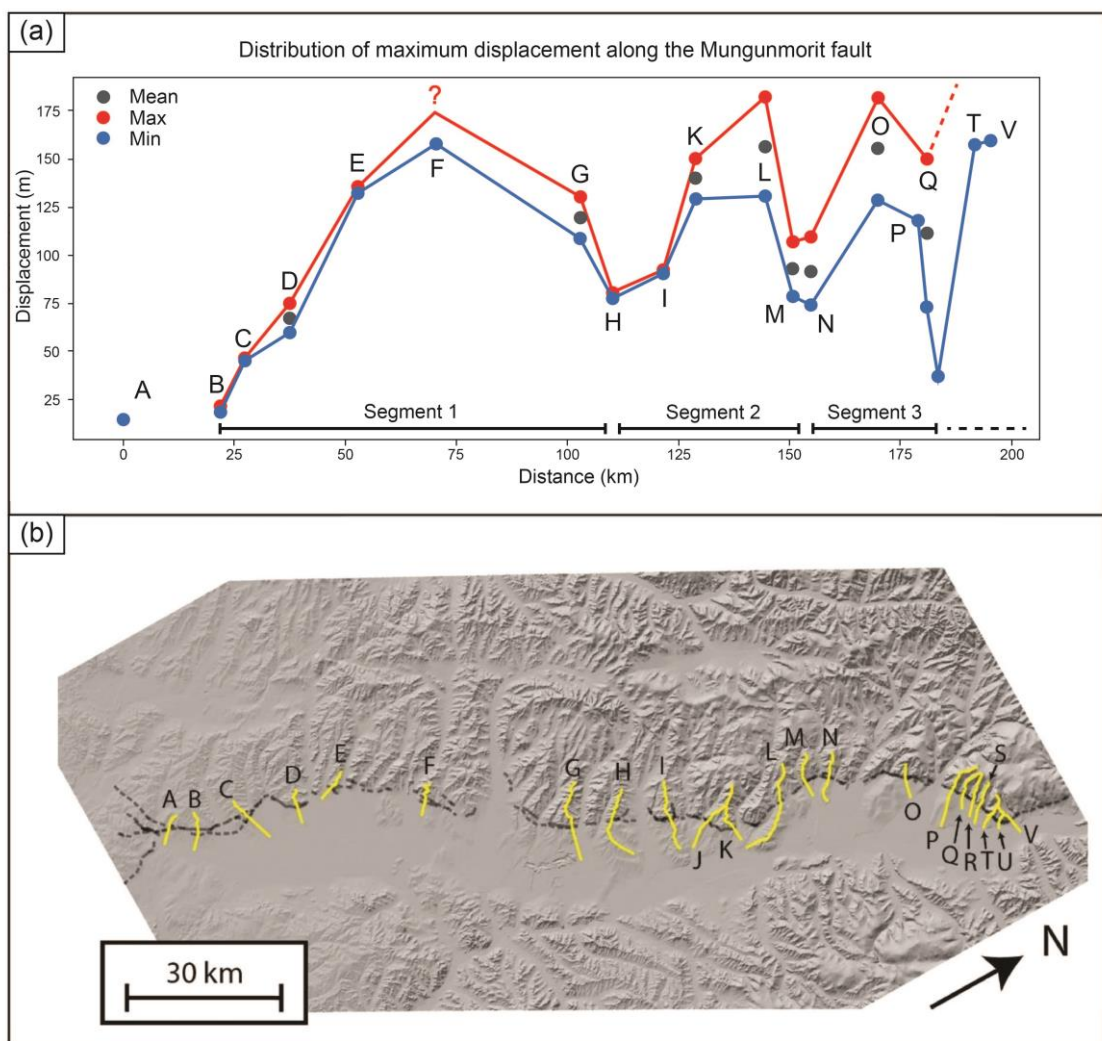 (a)
Distribution of maximum displacement along the Mungunmorit fault
Mean
Max
Min
Displacement (m)
175
150
125
100
75
50
25
A
B
C
D
E
?
F
G
H
I
K
L
M
N
O
P
Q
T
V
Segment 1
Segment 2
Segment 3
0
25
50
75
100
125
150
175
200
Distance (km)
(b)
A
B
C
D
E
F
G
H
I
J
K
L
M
N
O
P
Q
R
S
T
U
V
30 km
N